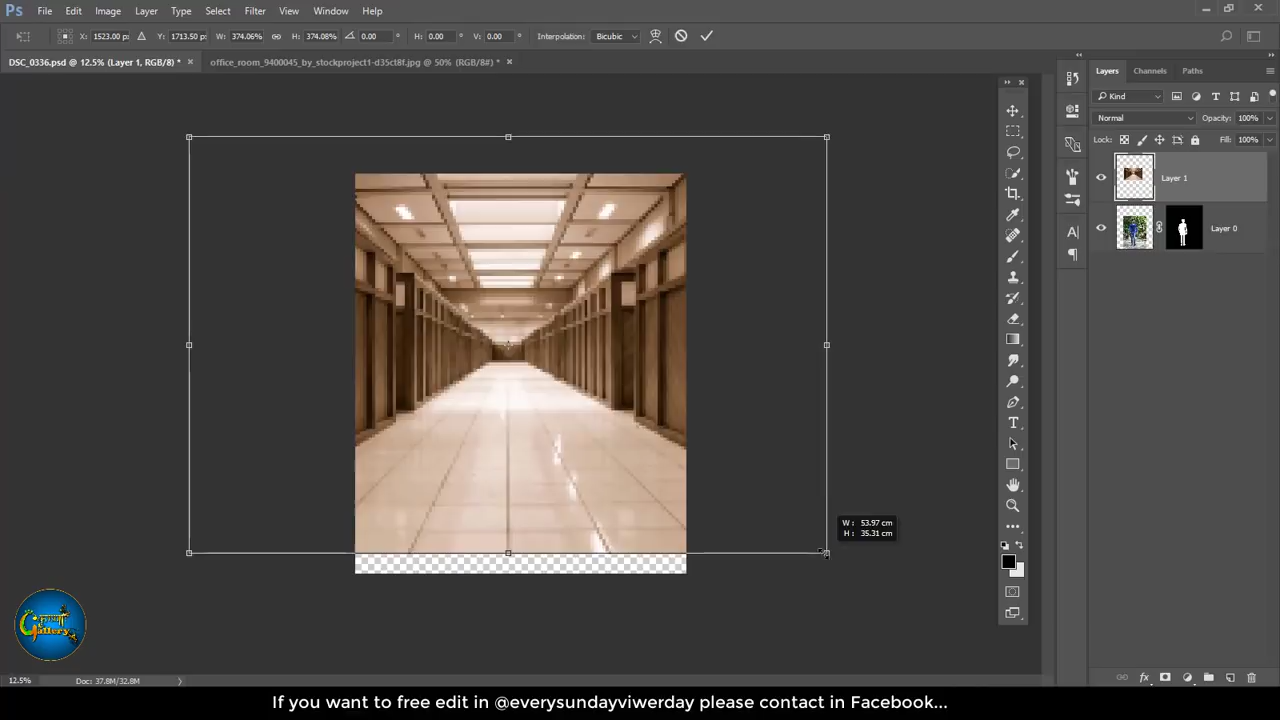 Ps File Edit Image Layer Type Select Filter View Window Help
X: 1523.00 px Y: 1713.50 px W: 374.06% H: 374.08% 0.00 ° H: 0.00 ° V: 0.00 ° Interpolation: Bicubic
DSC_0336.psd @ 12.5% (Layer 1, RGB/8) * × office_room_9400045_by_stockproject1-d35ct8f.jpg @ 50% (RGB/8#) * ×
Layers Channels Paths
Kind
Normal Opacity: 100%
Lock: Fill: 100%
Layer 1
Layer 0
W: 53.97 cm
H: 35.31 cm
Gallery
12.5% Doc: 37.8M/32.8M
If you want to free edit in @everysundayviwerday please contact in Facebook...